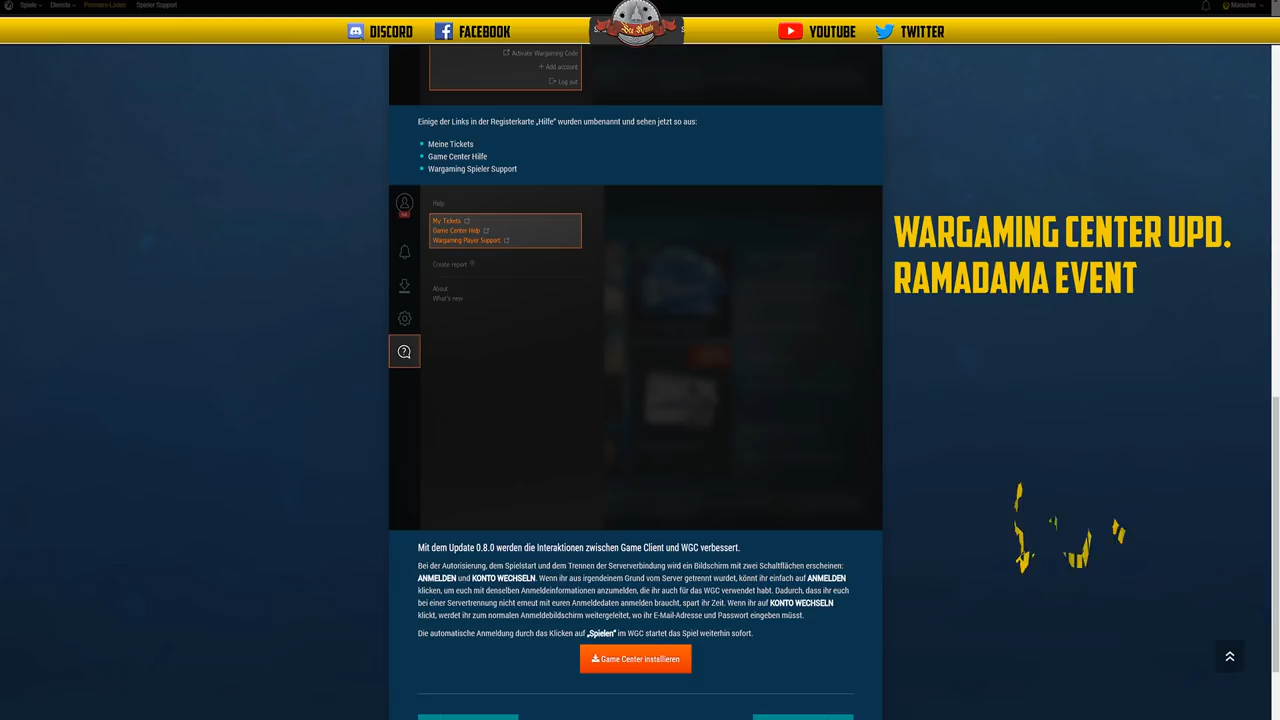 Spiele
Dienste
Premium-Laden
Spieler Support
Manscher
DISCORD
FACEBOOK
YOUTUBE
TWITTER
Activate Wargaming Code
+ Add account
Log out
Einige der Links in der Registerkarte „Hilfe“ wurden umbenannt und sehen jetzt so aus:
Meine Tickets
Game Center Hilfe
Wargaming Spieler Support
Help
My Tickets
Game Center Help
Wargaming Player Support
Create report
About
What's new
WARGAMING CENTER UPD.
RAMADAMA EVENT
Mit dem Update 0.8.0 werden die Interaktionen zwischen Game Client und WGC verbessert.
Bei der Autorisierung, dem Spielstart und dem Trennen der Serververbindung wird ein Bildschirm mit zwei Schaltflächen erscheinen:
ANMELDEN und KONTO WECHSELN. Wenn ihr aus irgendeinem Grund vom Server getrennt wurdet, könnt ihr einfach auf ANMELDEN
klicken, um euch mit denselben Anmeldeinformationen anzumelden, die ihr auch für das WGC verwendet habt. Dadurch, dass ihr euch
bei einer Servertrennung nicht erneut mit euren Anmeldedaten anmelden braucht, spart ihr Zeit. Wenn ihr auf KONTO WECHSELN
klickt, werdet ihr zum normalen Anmeldebildschirm weitergeleitet, wo ihr E-Mail-Adresse und Passwort eingeben müsst.
Die automatische Anmeldung durch das Klicken auf „Spielen“ im WGC startet das Spiel weiterhin sofort.
Game Center installieren